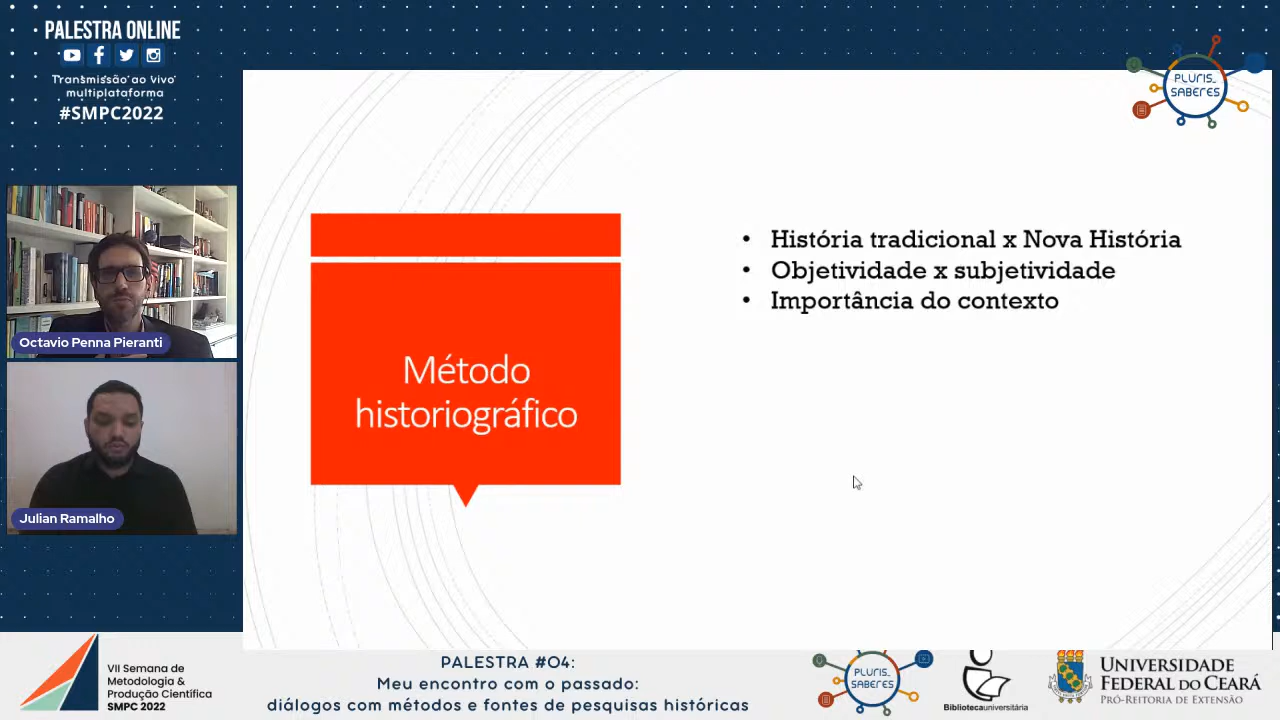 PALESTRA ONLINE
Transmissão ao vivo
multiplataforma
#SMPC2022
PLURIS_
SABERES
Octavio Penna Pieranti
Julian Ramalho
Método
historiográfico
• História tradicional x Nova História
• Objetividade x subjetividade
• Importância do contexto
VII Semana de
Metodologia &
Produção Científica
SMPC 2022
PALESTRA #04:
Meu encontro com o passado:
diálogos com métodos e fontes de pesquisas históricas
PLURIS_
SABERES
Bibliotecauniversitária
UNIVERSIDADE
FEDERAL DO CEARÁ
PRÓ-REITORIA DE EXTENSÃO